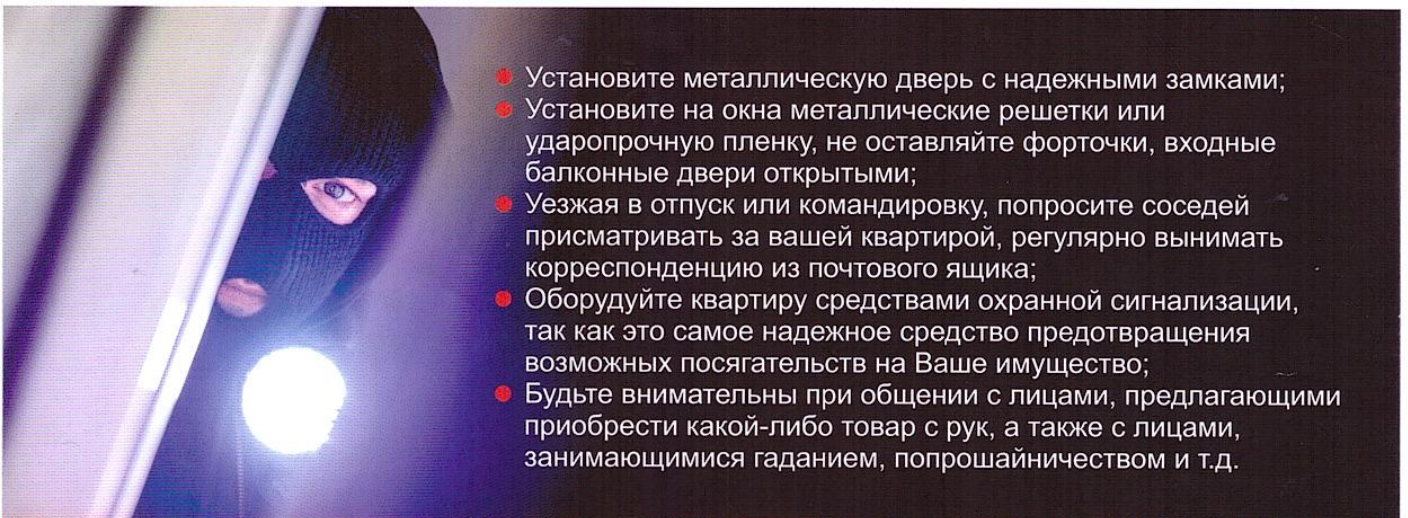 Установите металлическую дверь с надежными замками;
Установите на окна металлические решетки или
ударопрочную пленку, не оставляйте форточки, входные
балконные двери открытыми;
Уезжая в отпуск или командировку, попросите соседей
присматривать за вашей квартирой, регулярно вынимать
корреспонденцию из почтового ящика;
Оборудуйте квартиру средствами охранной сигнализации,
так как это самое надежное средство предотвращения
возможных посягательств на Ваше имущество;
Будьте внимательны при общении с лицами, предлагающими
приобрести какой-либо товар с рук, а также с лицами,
занимающимися гаданием, попрошайничеством и т.д.